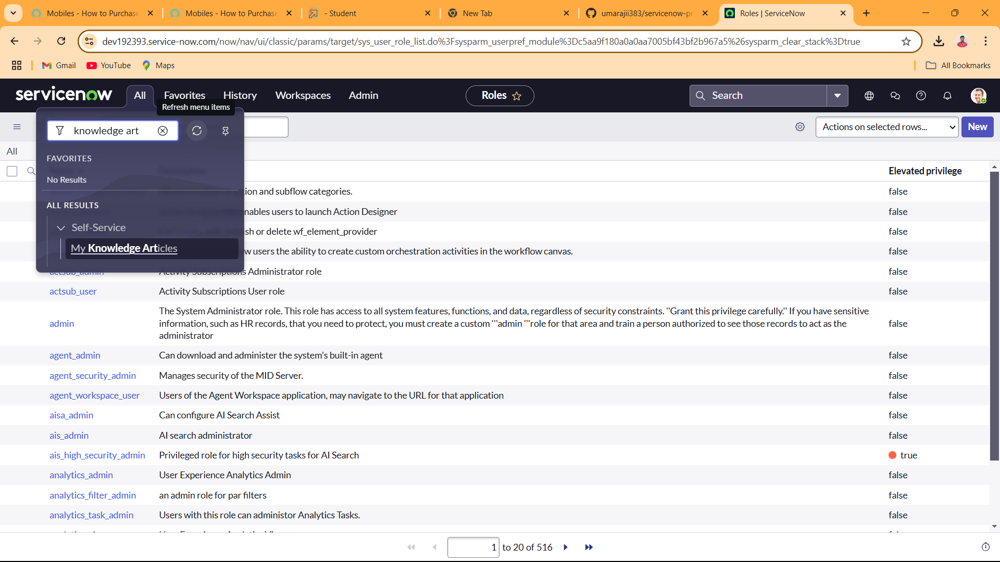 Mobiles - How to Purchase
Mobiles - How to Purchase
- Student
New Tab
umarajii383/servicenow-pr
Roles | ServiceNow
dev192393.service-now.com/now/nav/ui/classic/params/target/sys_user_role_list.do%3Fsysparm_userpref_module%3Dc5aa9f180a0a0aa7005bf43bf2b967a5%26sysparm_clear_stack%3Dtrue
Gmail
YouTube
Maps
All Bookmarks
servicenow
All
Favorites
History
Workspaces
Admin
Roles
Search
Refresh menu items
knowledge art
Actions on selected rows...
New
All
FAVORITES
No Results
ALL RESULTS
Self-Service
My Knowledge Articles
Elevated privilege
ion and subflow categories.
false
nables users to launch Action Designer
false
sh or delete wf_element_provider
false
w users the ability to create custom orchestration activities in the workflow canvas.
false
actsub_admin
Activity Subscriptions Administrator role
false
actsub_user
Activity Subscriptions User role
false
admin
The System Administrator role. This role has access to all system features, functions, and data, regardless of security constraints. ''Grant this privilege carefully.'' If you have sensitive
information, such as HR records, that you need to protect, you must create a custom '''admin '''role for that area and train a person authorized to see those records to act as the
administrator
false
agent_admin
Can download and administer the system's built-in agent
false
agent_security_admin
Manages security of the MID Server.
false
agent_workspace_user
Users of the Agent Workspace application, may navigate to the URL for that application
false
aisa_admin
Can configure AI Search Assist
false
ais_admin
AI search administrator
false
ais_high_security_admin
Privileged role for high security tasks for AI Search
true
analytics_admin
User Experience Analytics Admin
false
analytics_filter_admin
an admin role for par filters
false
analytics_task_admin
Users with this role can administor Analytics Tasks.
false
1 to 20 of 516